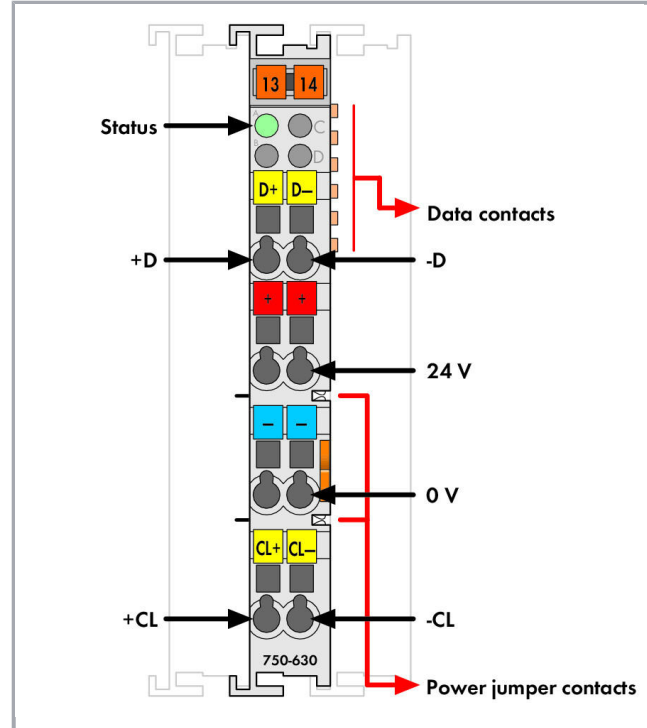 13 14
A
Status
C
B
D
D+ D–
Data contacts
+D
-D
+ +
24 V
– –
0 V
CL+ CL–
+CL
-CL
750-630
Power jumper contacts